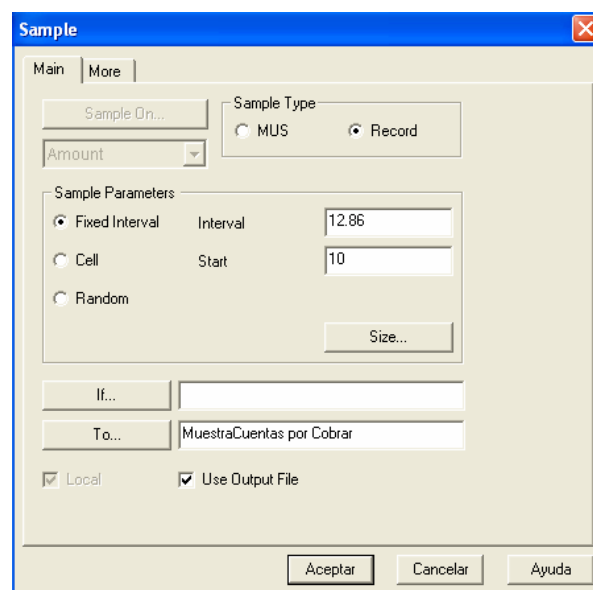 Sample
Main More
Sample On...
Sample Type
MUS Record
Amount
Sample Parameters
Fixed Interval Interval 12.86
Cell Start 10
Random
Size...
If...
To... MuestraCuentas por Cobrar
Local Use Output File
Aceptar Cancelar Ayuda